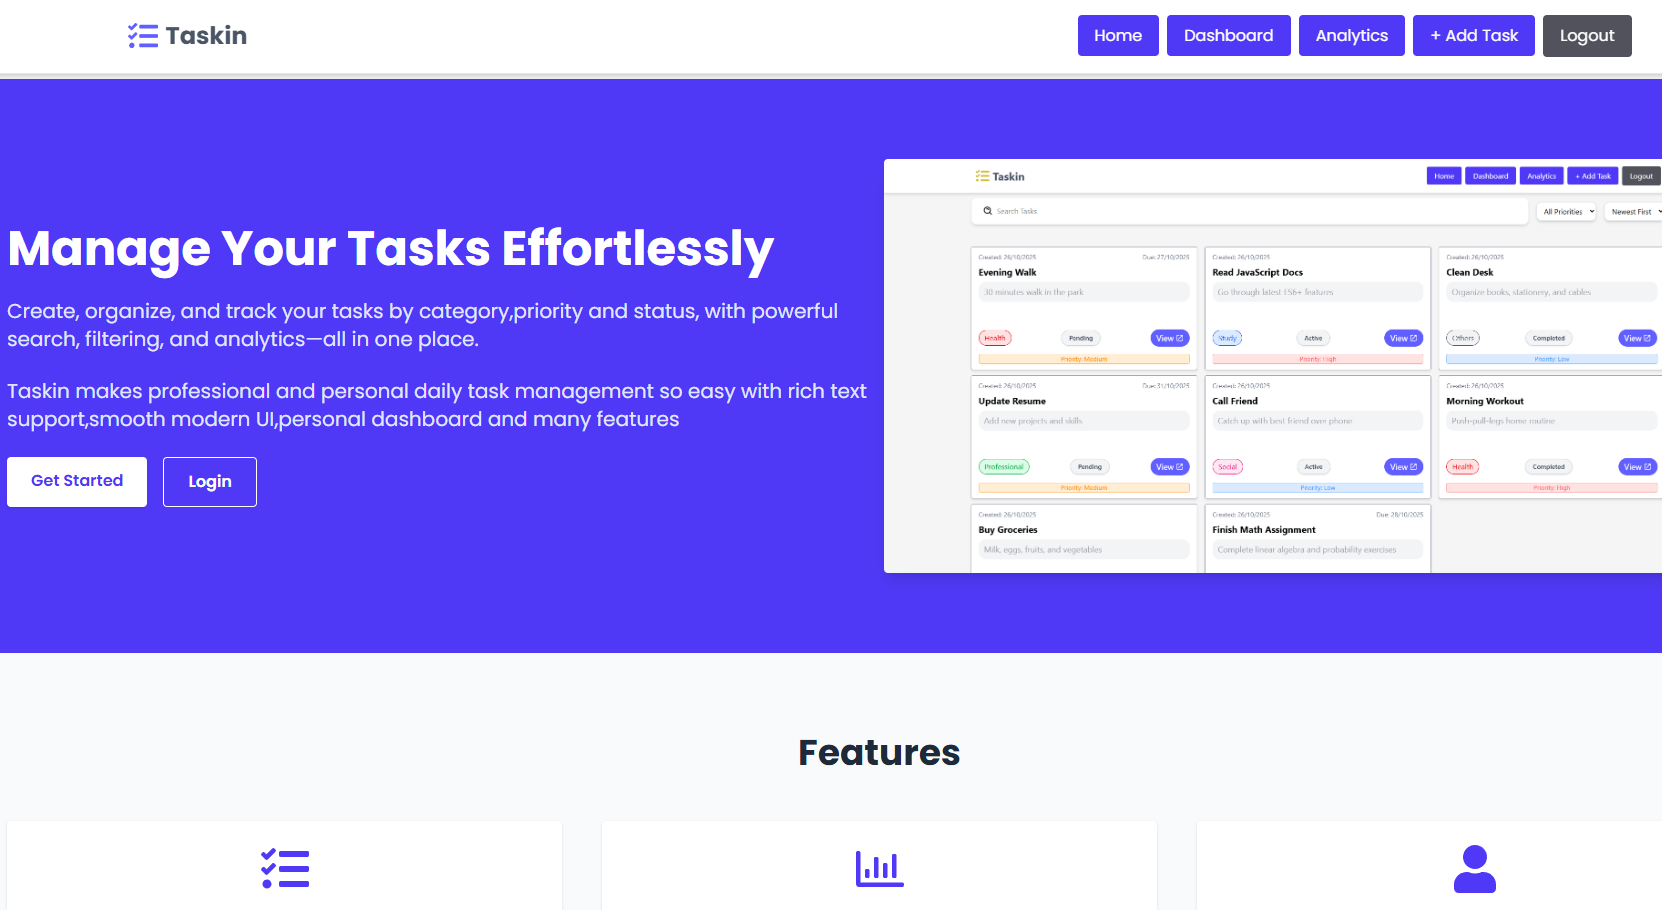 Taskin
Home
Dashboard
Analytics
+ Add Task
Logout
Manage Your Tasks Effortlessly
Create, organize, and track your tasks by category,priority and status, with powerful
search, filtering, and analytics—all in one place.
Taskin makes professional and personal daily task management so easy with rich text
support,smooth modern UI,personal dashboard and many features
Get Started
Login
Taskin
Home
Dashboard
Analytics
+ Add Task
Logout
Search Tasks
All Priorities
Newest First
Created: 26/10/2025
Due: 27/10/2025
Evening Walk
30 minutes walk in the park
Health
Pending
View
Priority: Medium
Created: 26/10/2025
Read JavaScript Docs
Go through latest ES6+ features
Study
Active
View
Priority: High
Created: 26/10/2025
Clean Desk
Organize books, stationery, and cables
Others
Completed
View
Priority: Low
Created: 26/10/2025
Due: 31/10/2025
Update Resume
Add new projects and skills
Professional
Pending
View
Priority: Medium
Created: 26/10/2025
Call Friend
Catch up with best friend over phone
Social
Active
View
Priority: Low
Created: 26/10/2025
Morning Workout
Push-pull-legs home routine
Health
Completed
View
Priority: High
Created: 26/10/2025
Buy Groceries
Milk, eggs, fruits, and vegetables
Created: 26/10/2025
Due: 28/10/2025
Finish Math Assignment
Complete linear algebra and probability exercises
Features